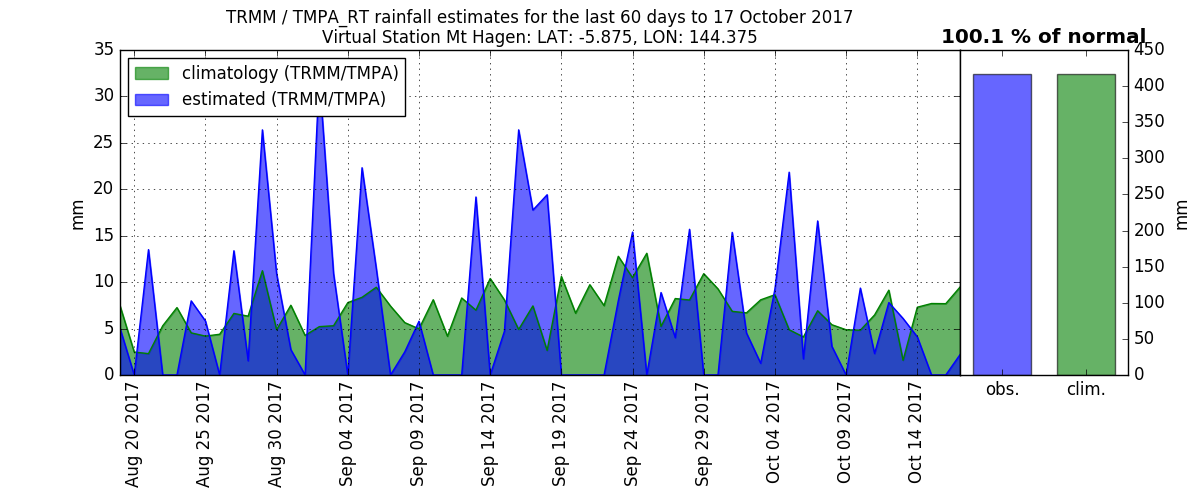 TRMM / TMPA_RT rainfall estimates for the last 60 days to 17 October 2017
Virtual Station Mt Hagen: LAT: -5.875, LON: 144.375
100.1 % of normal
climatology (TRMM/TMPA)
estimated (TRMM/TMPA)
35
30
25
20
15
10
5
0
mm
450
400
350
300
250
200
150
100
50
0
mm
Aug 20 2017
Aug 25 2017
Aug 30 2017
Sep 04 2017
Sep 09 2017
Sep 14 2017
Sep 19 2017
Sep 24 2017
Sep 29 2017
Oct 04 2017
Oct 09 2017
Oct 14 2017
obs.
clim.